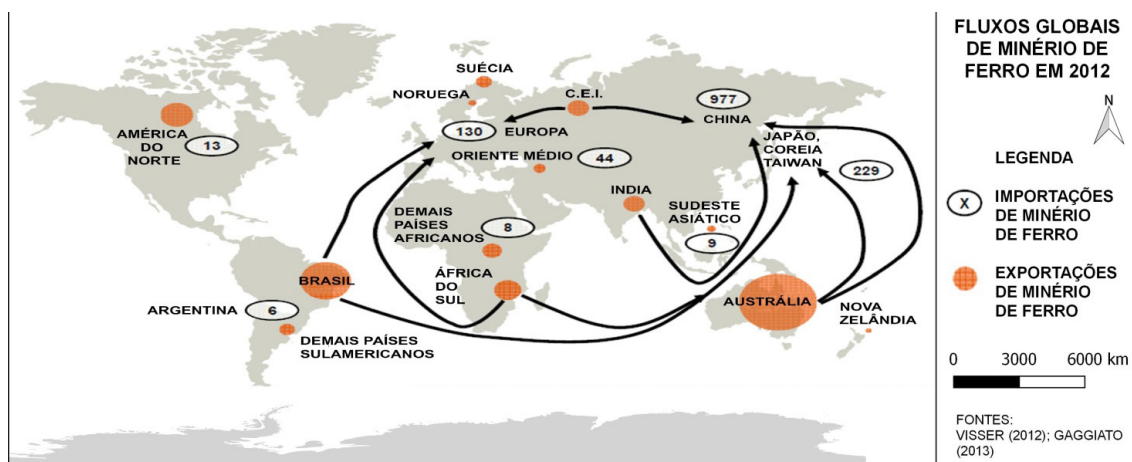 SUÉCIA
NORUEGA
C.E.I.
977
CHINA
130
EUROPA
AMÉRICA
DO
NORTE
13
ORIENTE MÉDIO
44
JAPÃO,
COREIA
TAIWAN
229
INDIA
SUDESTE
ASIÁTICO
9
DEMAIS
PAÍSES
AFRICANOS
8
BRASIL
ÁFRICA
DO
SUL
AUSTRÁLIA
NOVA
ZELÂNDIA
ARGENTINA
6
DEMAIS PAÍSES
SULAMERICANOS
FLUXOS GLOBAIS
DE MINÉRIO DE
FERRO EM 2012
N
LEGENDA
X
IMPORTAÇÕES
DE MINÉRIO
DE FERRO
EXPORTAÇÕES
DE MINÉRIO
DE FERRO
0 3000 6000 km
FONTES:
VISSER (2012); GAGGIATO
(2013)